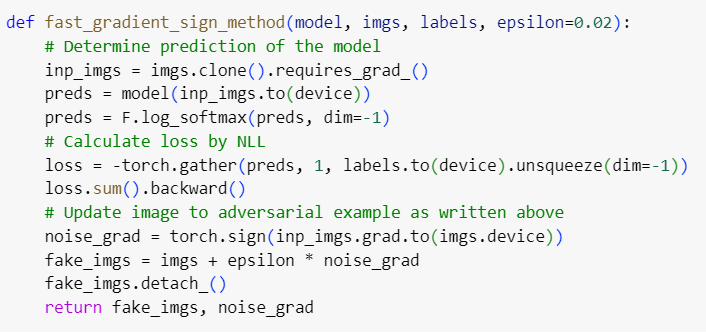 def fast_gradient_sign_method(model, imgs, labels, epsilon=0.02):
    # Determine prediction of the model
    inp_imgs = imgs.clone().requires_grad_()
    preds = model(inp_imgs.to(device))
    preds = F.log_softmax(preds, dim=-1)
    # Calculate loss by NLL
    loss = -torch.gather(preds, 1, labels.to(device).unsqueeze(dim=-1))
    loss.sum().backward()
    # Update image to adversarial example as written above
    noise_grad = torch.sign(inp_imgs.grad.to(imgs.device))
    fake_imgs = imgs + epsilon * noise_grad
    fake_imgs.detach_()
    return fake_imgs, noise_grad